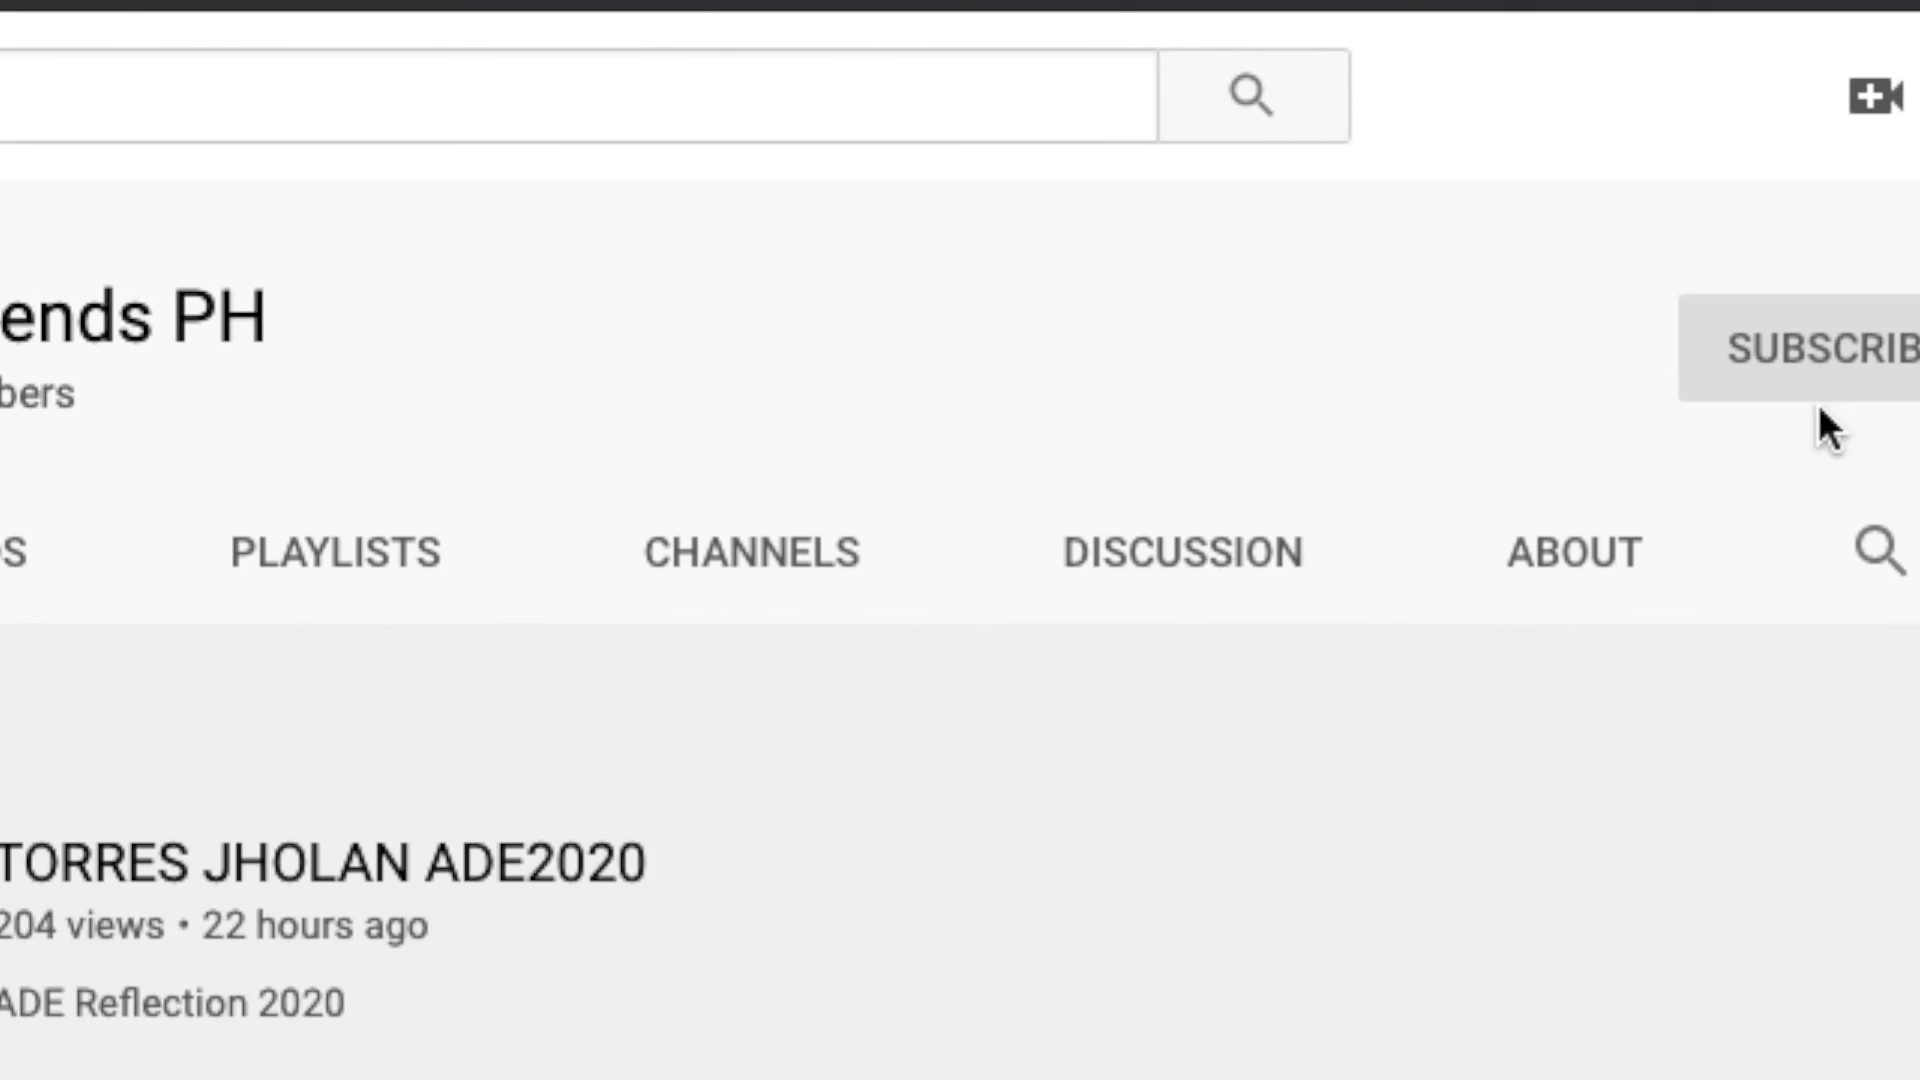 ends PH
SUBSCRIB
bers
S
PLAYLISTS
CHANNELS
DISCUSSION
ABOUT
TORRES JHOLAN ADE2020
204 views • 22 hours ago
ADE Reflection 2020